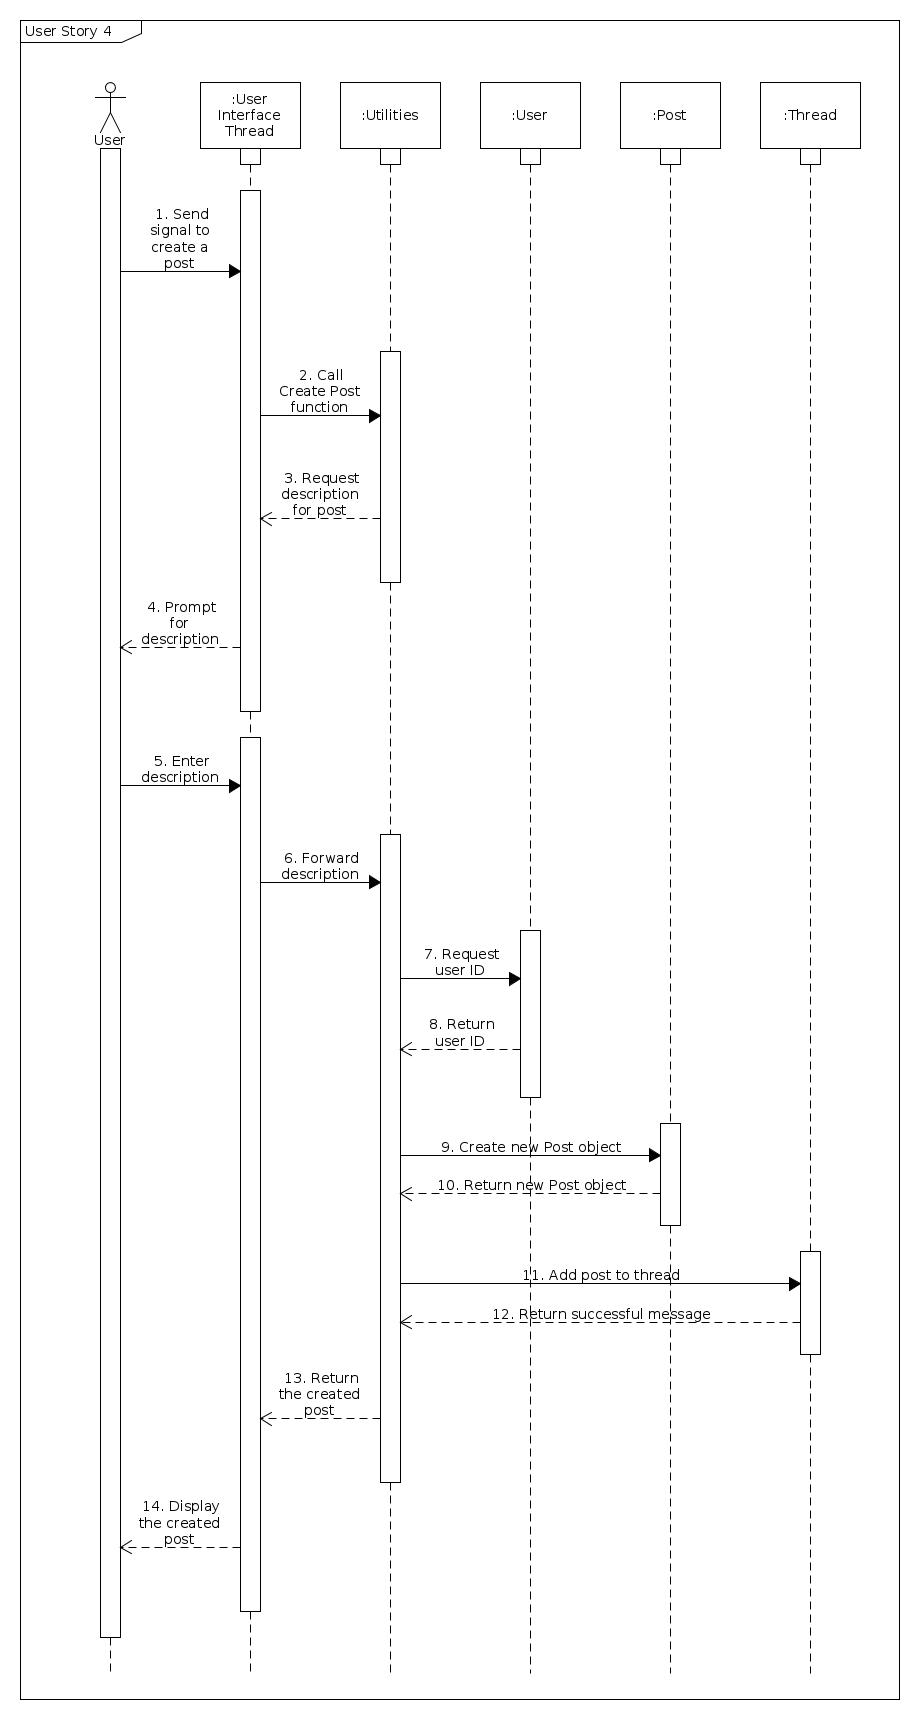 User Story 4
User
:User
Interface
Thread
:Utilities
:User
:Post
:Thread
1. Send
signal to
create a
post
2. Call
Create Post
function
3. Request
description
for post
4. Prompt
for
description
5. Enter
description
6. Forward
description
7. Request
user ID
8. Return
user ID
9. Create new Post object
10. Return new Post object
11. Add post to thread
12. Return successful message
13. Return
the created
post
14. Display
the created
post